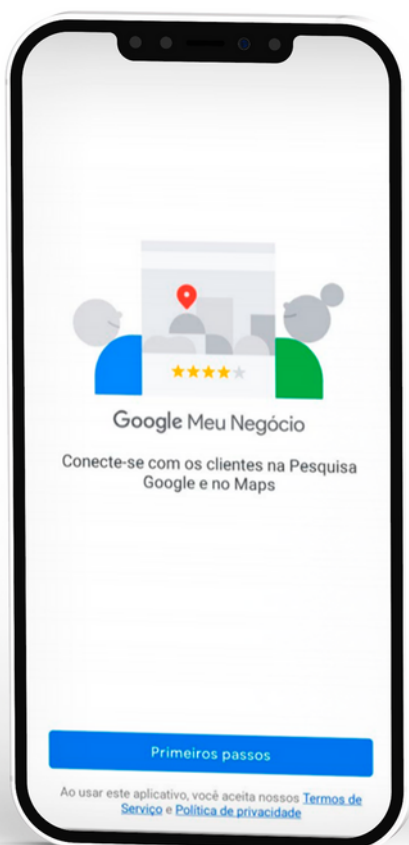 Google Meu Negócio
Conecte-se com os clientes na Pesquisa
Google e no Maps
Primeiros passos
Ao usar este aplicativo, você aceita nossos Termos de
Serviço e Política de privacidade